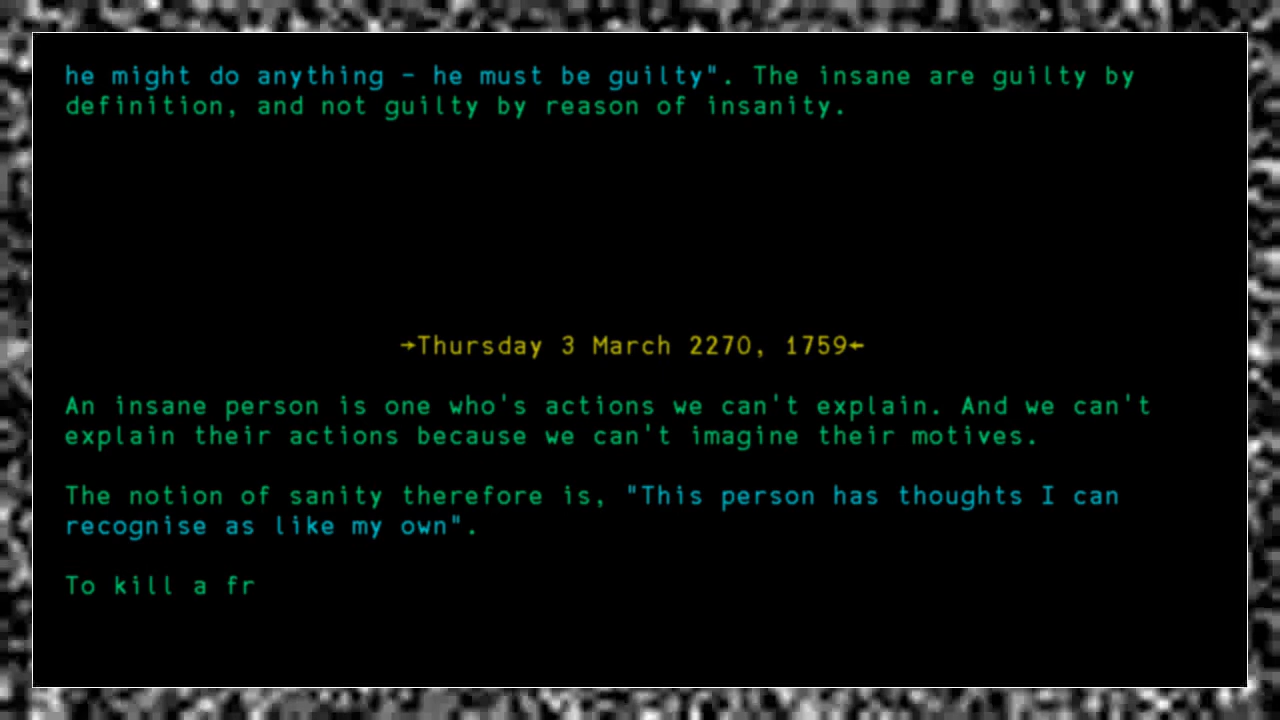 he might do anything - he must be guilty". The insane are guilty by
definition, and not guilty by reason of insanity.
→Thursday 3 March 2270, 1759←
An insane person is one who's actions we can't explain. And we can't
explain their actions because we can't imagine their motives.
The notion of sanity therefore is, "This person has thoughts I can
recognise as like my own".
To kill a fr